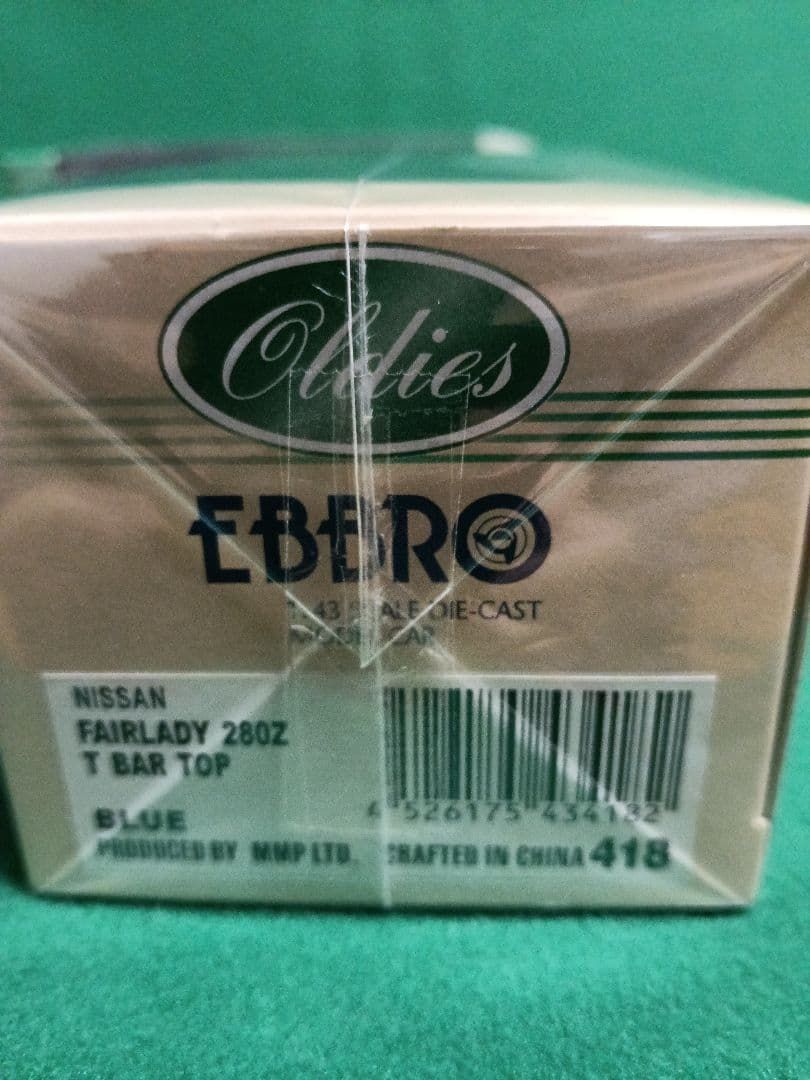 Oldies
EBBRO
1:43 SCALE DIE-CAST
MODEL CAR
NISSAN
FAIRLADY 280Z
T BAR TOP
BLUE
4 526175 434182
PRODUCED BY MMP LTD. CRAFTED IN CHINA 418